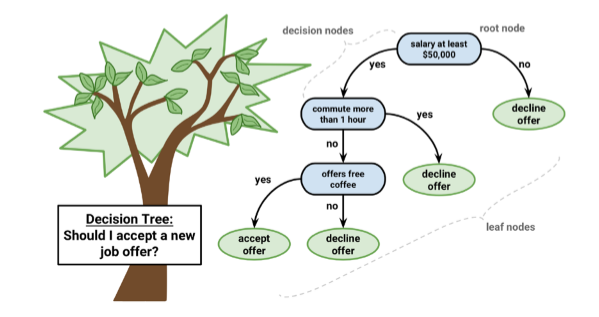 decision nodes
root node
salary at least
$50,000
yes
no
commute more
than 1 hour
yes
decline
offer
no
offers free
coffee
decline
offer
yes
no
Decision Tree:
Should I accept a new
job offer?
accept
offer
decline
offer
leaf nodes